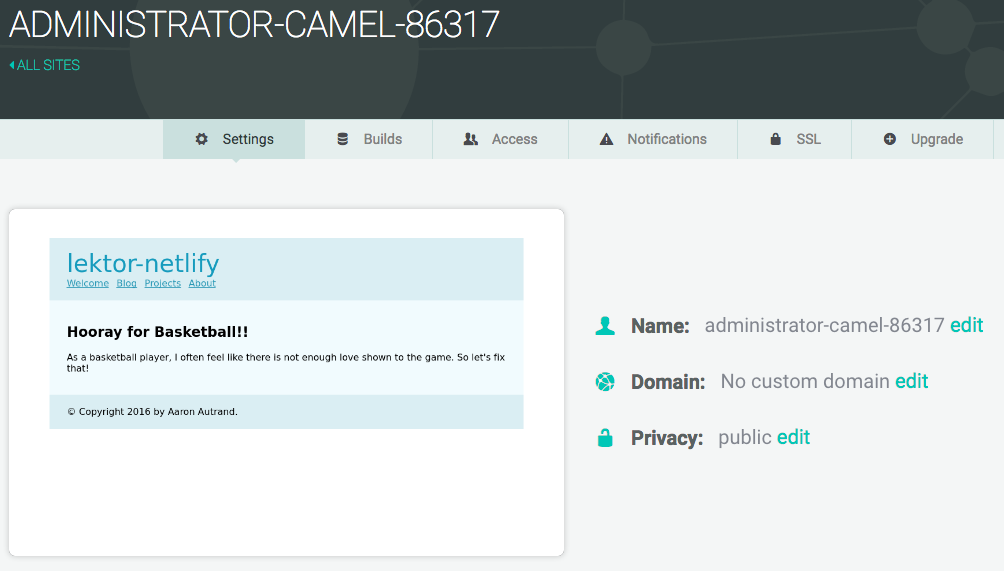 ADMINISTRATOR-CAMEL-86317
ALL SITES
Settings Builds Access Notifications SSL Upgrade
lektor-netlify
Welcome Blog Projects About
Hooray for Basketball!!
As a basketball player, I often feel like there is not enough love shown to the game. So let's fix
that!
© Copyright 2016 by Aaron Autrand.
Name: administrator-camel-86317 edit
Domain: No custom domain edit
Privacy: public edit